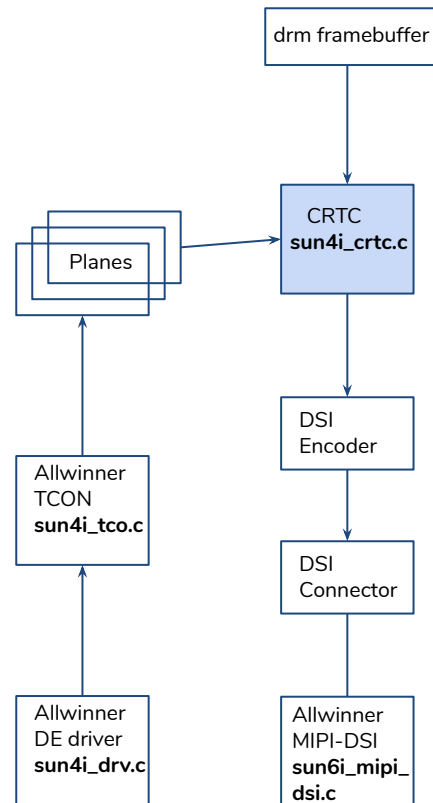 drm framebuffer
CRTC
sun4i_crtc.c
Planes
DSI
Encoder
Allwinner
TCON
sun4i_tco.c
DSI
Connector
Allwinner
DE driver
sun4i_drv.c
Allwinner
MIPI-DSI
sun6i_mipi_
dsi.c